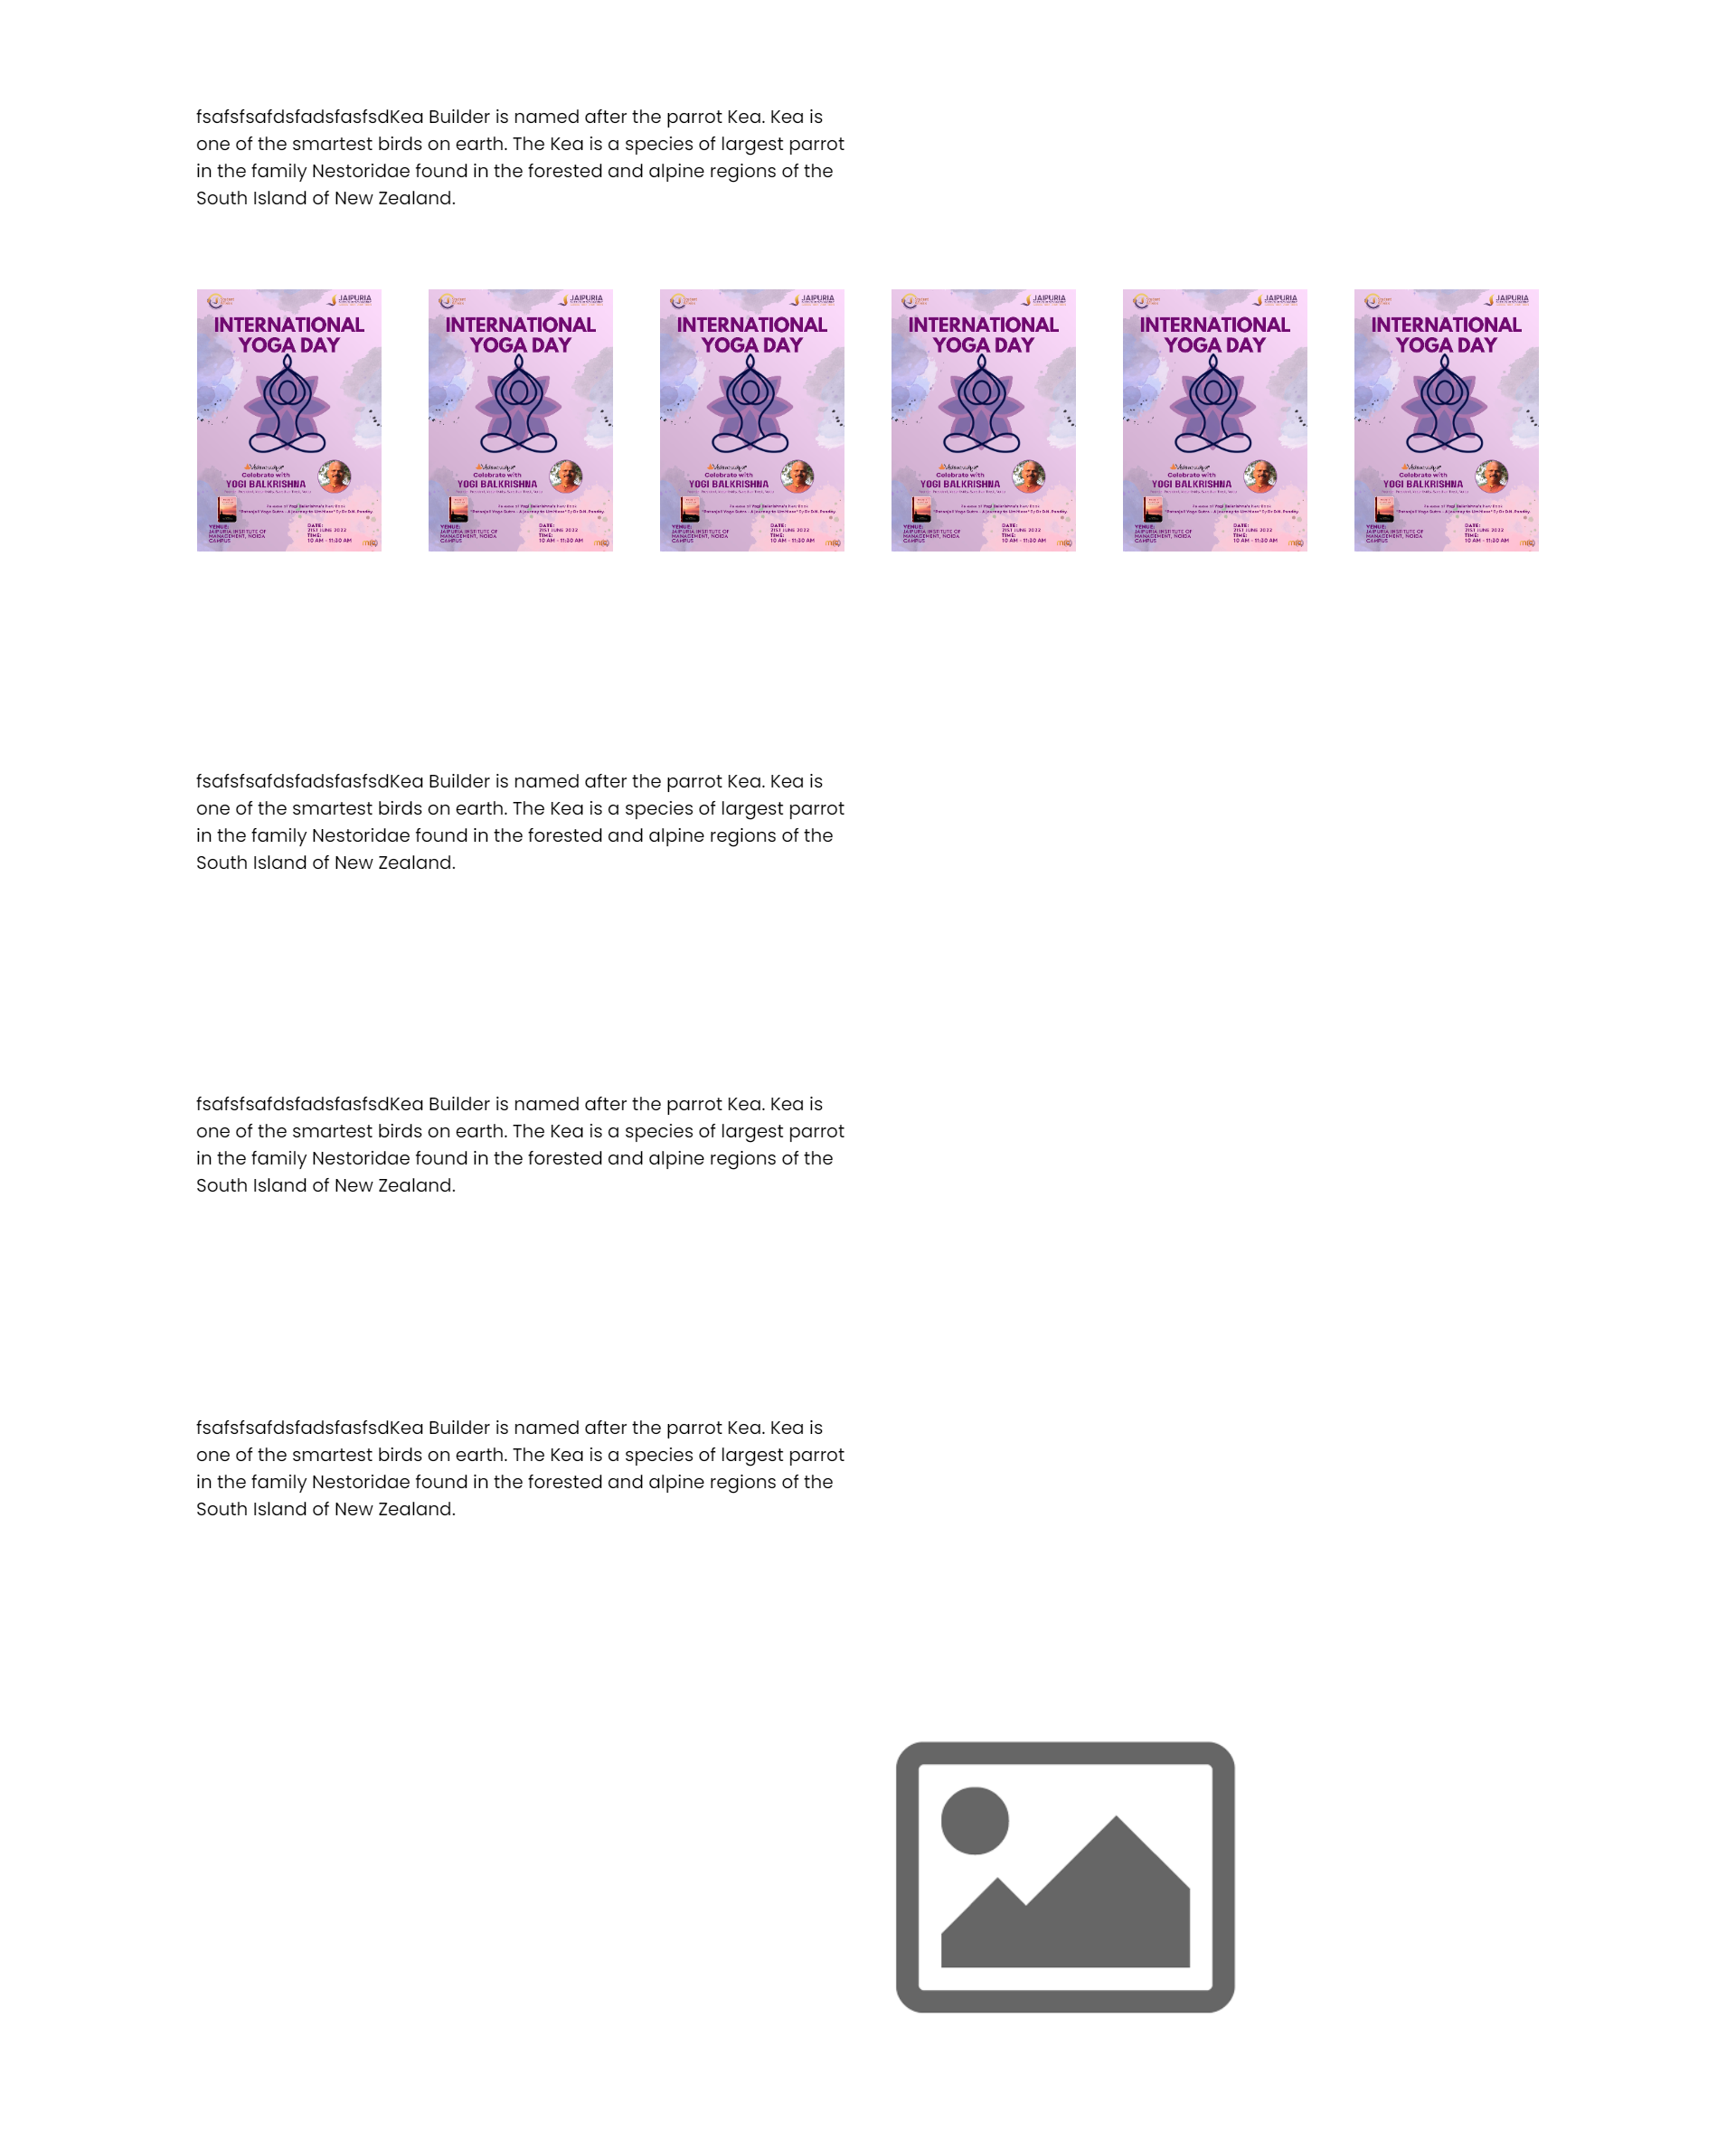 fsafsfsafdsfadsfasfsdKea Builder is named after the parrot Kea. Kea is
one of the smartest birds on earth. The Kea is a species of largest parrot
in the family Nestoridae found in the forested and alpine regions of the
South Island of New Zealand.
JAIPURIA
INTERNATIONAL
YOGA DAY
Celebrate with
YOGI BALKRISHNA
VENUE:
JAIPURIA INSTITUTE OF
MANAGEMENT, NOIDA
CAMPUS
DATE:
21ST JUNE 2022
TIME:
10 AM - 11:30 AM
JAIPURIA
INTERNATIONAL
YOGA DAY
Celebrate with
YOGI BALKRISHNA
VENUE:
JAIPURIA INSTITUTE OF
MANAGEMENT, NOIDA
CAMPUS
DATE:
21ST JUNE 2022
TIME:
10 AM - 11:30 AM
JAIPURIA
INTERNATIONAL
YOGA DAY
Celebrate with
YOGI BALKRISHNA
VENUE:
JAIPURIA INSTITUTE OF
MANAGEMENT, NOIDA
CAMPUS
DATE:
21ST JUNE 2022
TIME:
10 AM - 11:30 AM
JAIPURIA
INTERNATIONAL
YOGA DAY
Celebrate with
YOGI BALKRISHNA
VENUE:
JAIPURIA INSTITUTE OF
MANAGEMENT, NOIDA
CAMPUS
DATE:
21ST JUNE 2022
TIME:
10 AM - 11:30 AM
JAIPURIA
INTERNATIONAL
YOGA DAY
Celebrate with
YOGI BALKRISHNA
VENUE:
JAIPURIA INSTITUTE OF
MANAGEMENT, NOIDA
CAMPUS
DATE:
21ST JUNE 2022
TIME:
10 AM - 11:30 AM
JAIPURIA
INTERNATIONAL
YOGA DAY
Celebrate with
YOGI BALKRISHNA
VENUE:
JAIPURIA INSTITUTE OF
MANAGEMENT, NOIDA
CAMPUS
DATE:
21ST JUNE 2022
TIME:
10 AM - 11:30 AM
fsafsfsafdsfadsfasfsdKea Builder is named after the parrot Kea. Kea is
one of the smartest birds on earth. The Kea is a species of largest parrot
in the family Nestoridae found in the forested and alpine regions of the
South Island of New Zealand.
fsafsfsafdsfadsfasfsdKea Builder is named after the parrot Kea. Kea is
one of the smartest birds on earth. The Kea is a species of largest parrot
in the family Nestoridae found in the forested and alpine regions of the
South Island of New Zealand.
fsafsfsafdsfadsfasfsdKea Builder is named after the parrot Kea. Kea is
one of the smartest birds on earth. The Kea is a species of largest parrot
in the family Nestoridae found in the forested and alpine regions of the
South Island of New Zealand.